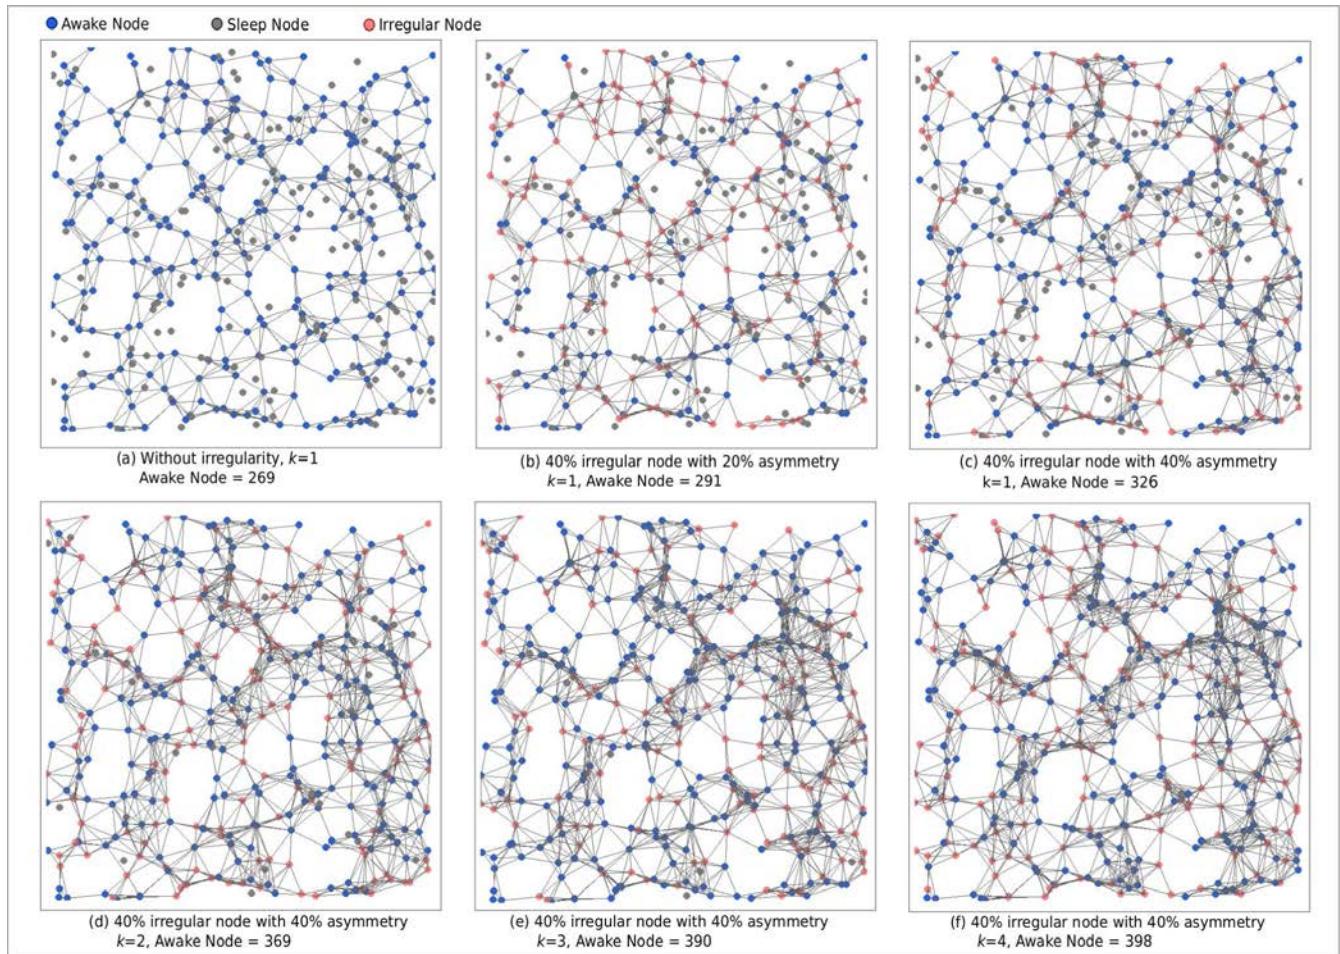 Awake Node Sleep Node Irregular Node
(a) Without irregularity, k=1
Awake Node = 269
(b) 40% irregular node with 20% asymmetry
k=1, Awake Node = 291
(c) 40% irregular node with 40% asymmetry
k=1, Awake Node = 326
(d) 40% irregular node with 40% asymmetry
k=2, Awake Node = 369
(e) 40% irregular node with 40% asymmetry
k=3, Awake Node = 390
(f) 40% irregular node with 40% asymmetry
k=4, Awake Node = 398